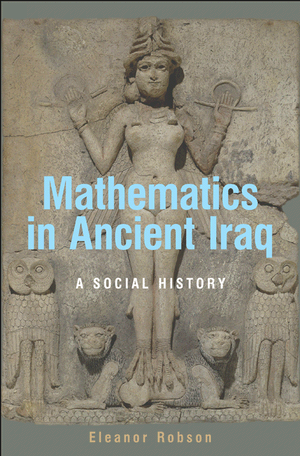 Mathematics
in Ancient Iraq
A SOCIAL HISTORY
Eleanor Robson